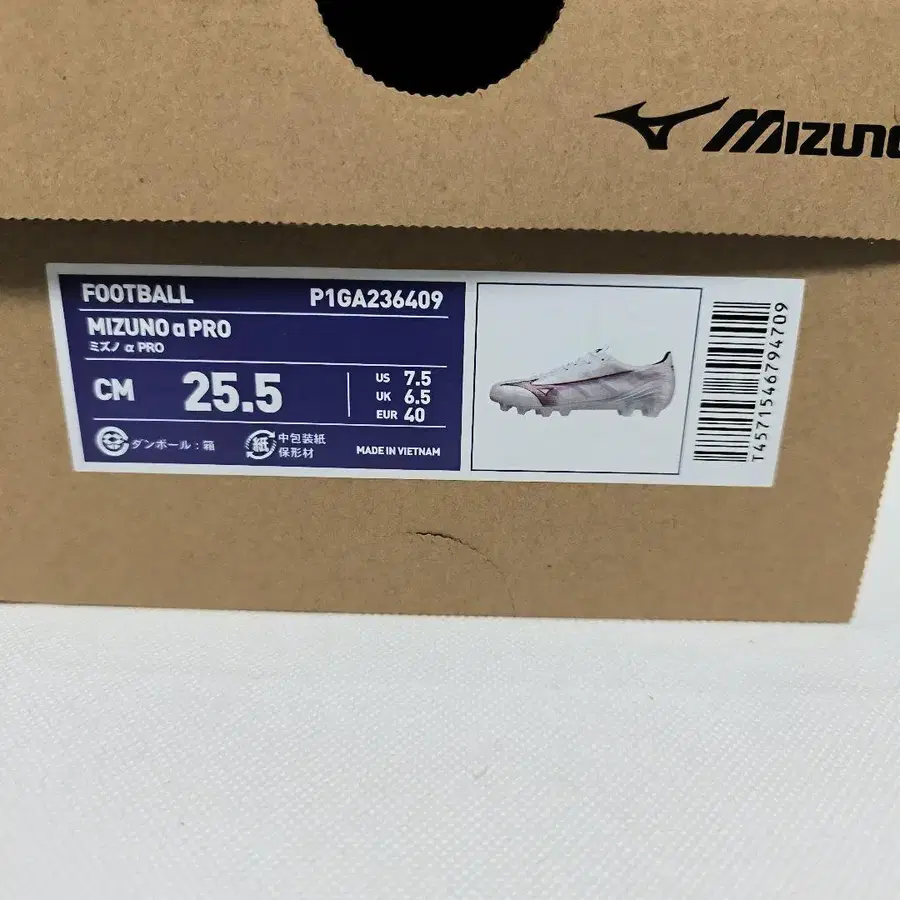 MIZUNO
FOOTBALL P1GA236409
MIZUNO α PRO
ミズノ α PRO
CM 25.5
US 7.5
UK 6.5
EUR 40
ダンボール：箱
紙 中包装紙
保形材
MADE IN VIETNAM
T4571546794709